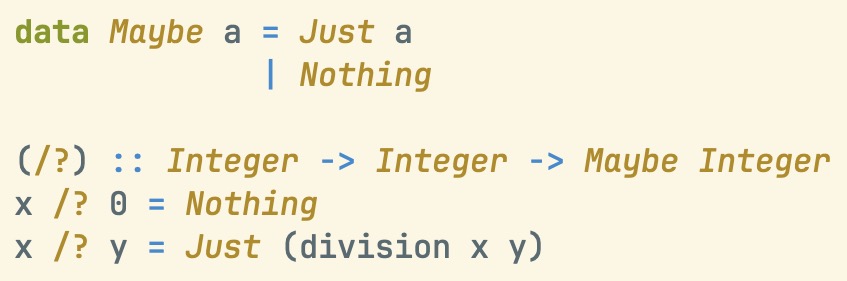 data Maybe a = Just a
             | Nothing

(/?) :: Integer -> Integer -> Maybe Integer
x /? 0 = Nothing
x /? y = Just (division x y)